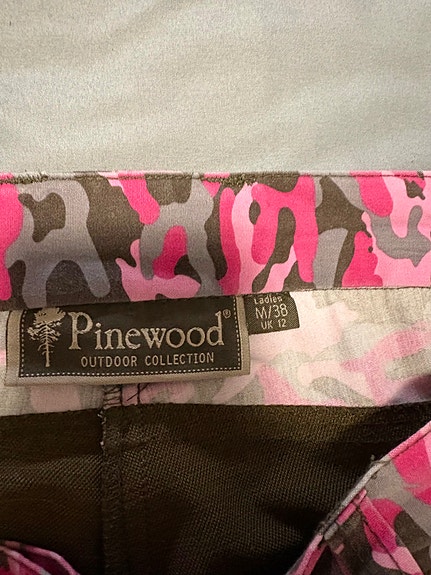 Pinewood®
OUTDOOR COLLECTION
Ladies
M/38
UK 12